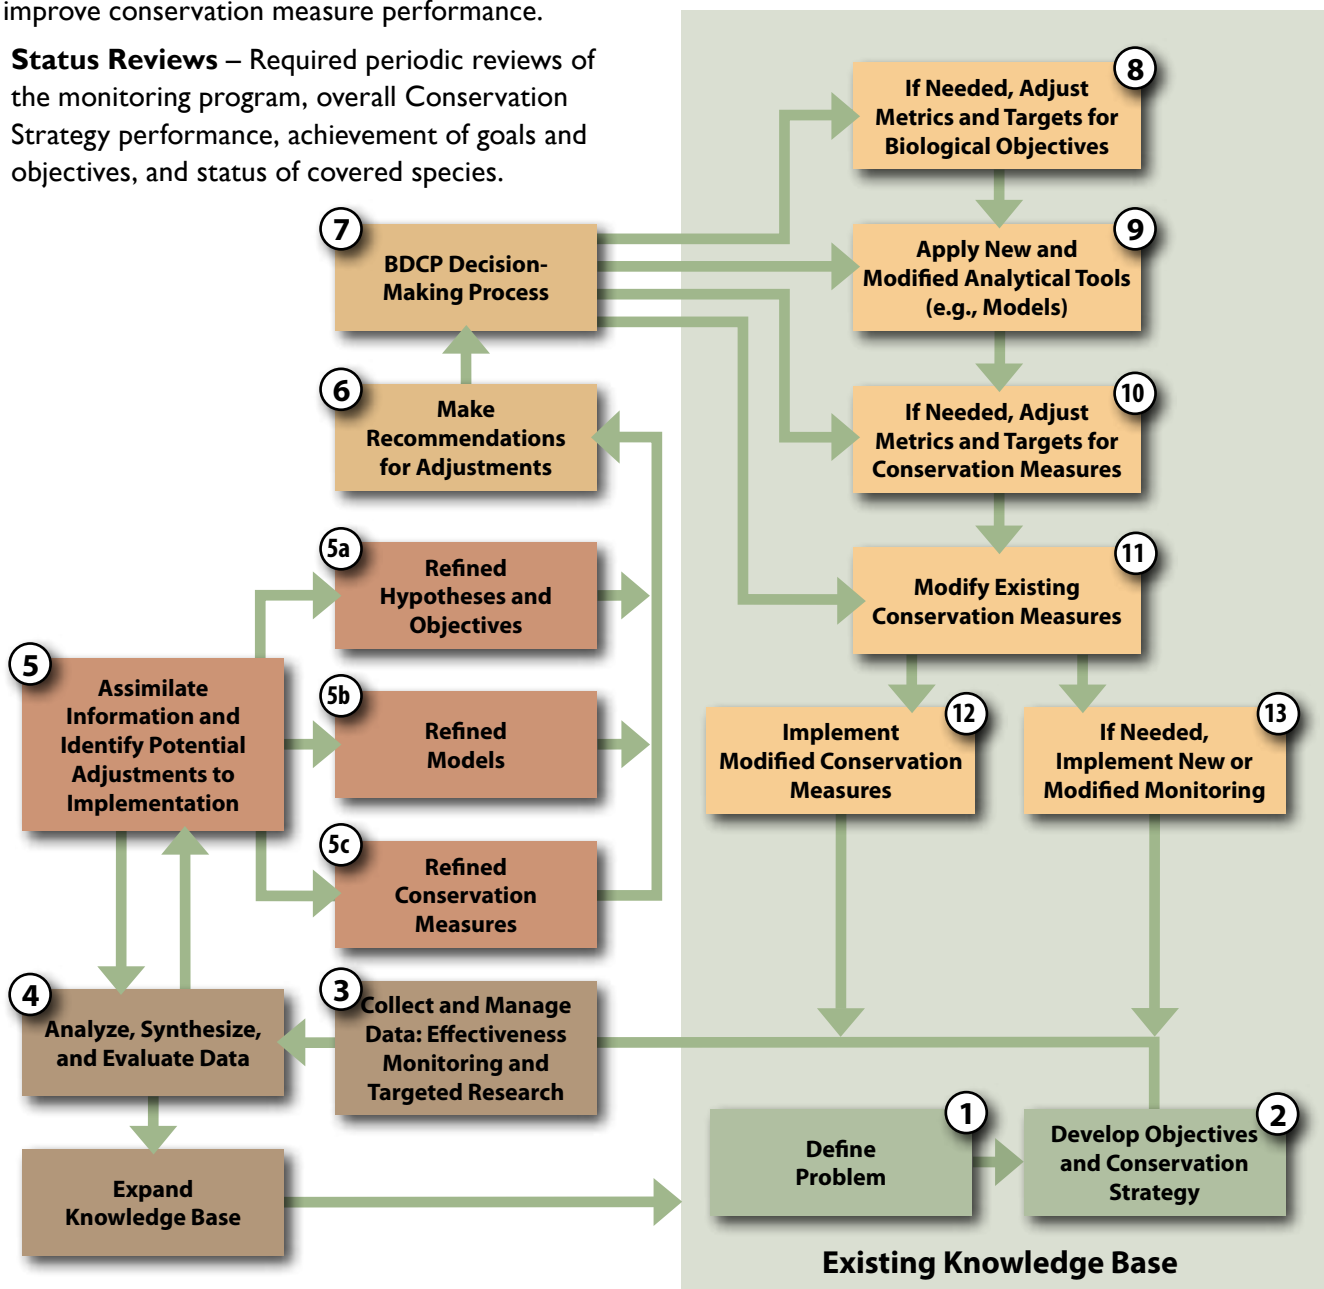 improve conservation measure performance.
Status Reviews – Required periodic reviews of
the monitoring program, overall Conservation
Strategy performance, achievement of goals and
objectives, and status of covered species.
8
If Needed, Adjust
Metrics and Targets for
Biological Objectives
7
BDCP Decision-
Making Process
9
Apply New and
Modified Analytical Tools
(e.g., Models)
6
Make
Recommendations
for Adjustments
10
If Needed, Adjust
Metrics and Targets for
Conservation Measures
5a
Refined
Hypotheses and
Objectives
11
Modify Existing
Conservation Measures
5
Assimilate
Information and
Identify Potential
Adjustments to
Implementation
5b
Refined
Models
12
Implement
Modified Conservation
Measures
13
If Needed,
Implement New or
Modified Monitoring
5c
Refined
Conservation
Measures
4
Analyze, Synthesize,
and Evaluate Data
3
Collect and Manage
Data: Effectiveness
Monitoring and
Targeted Research
1
Define
Problem
2
Develop Objectives
and Conservation
Strategy
Expand
Knowledge Base
Existing Knowledge Base